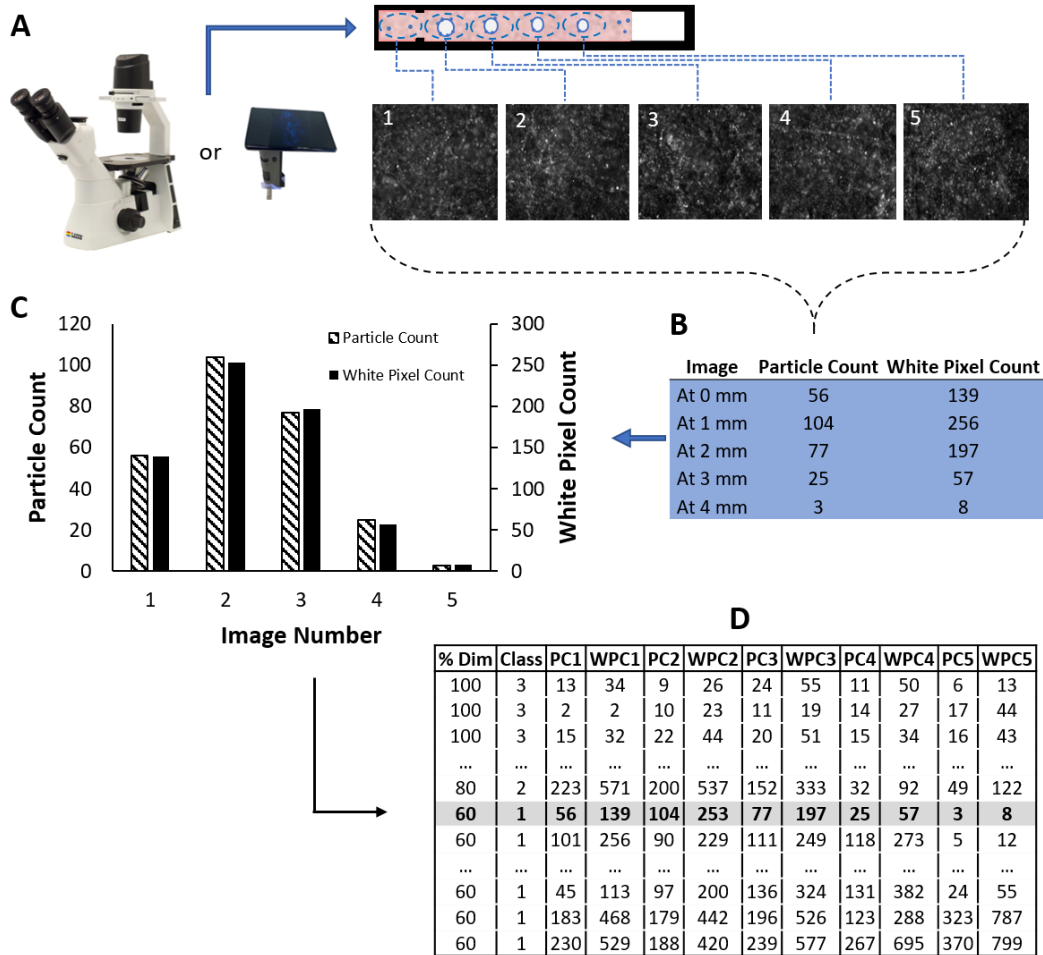 A
or
1 2 3 4 5
B
Image Particle Count White Pixel Count
At 0 mm 56 139
At 1 mm 104 256
At 2 mm 77 197
At 3 mm 25 57
At 4 mm 3 8
C
Particle Count
120
100
80
60
40
20
0
Particle Count
White Pixel Count
300
250
200
150
100
50
0
White Pixel Count
1 2 3 4 5
Image Number
D
% Dim Class PC1 WPC1 PC2 WPC2 PC3 WPC3 PC4 WPC4 PC5 WPC5
100 3 13 34 9 26 24 55 11 50 6 13
100 3 2 2 10 23 11 19 14 27 17 44
100 3 15 32 22 44 20 51 15 34 16 43
... ... ... ... ... ... ... ... ... ... ... ...
80 2 223 571 200 537 152 333 32 92 49 122
60 1 56 139 104 253 77 197 25 57 3 8
60 1 101 256 90 229 111 249 118 273 5 12
... ... ... ... ... ... ... ... ... ... ... ...
60 1 45 113 97 200 136 324 131 382 24 55
60 1 183 468 179 442 196 526 123 288 323 787
60 1 230 529 188 420 239 577 267 695 370 799